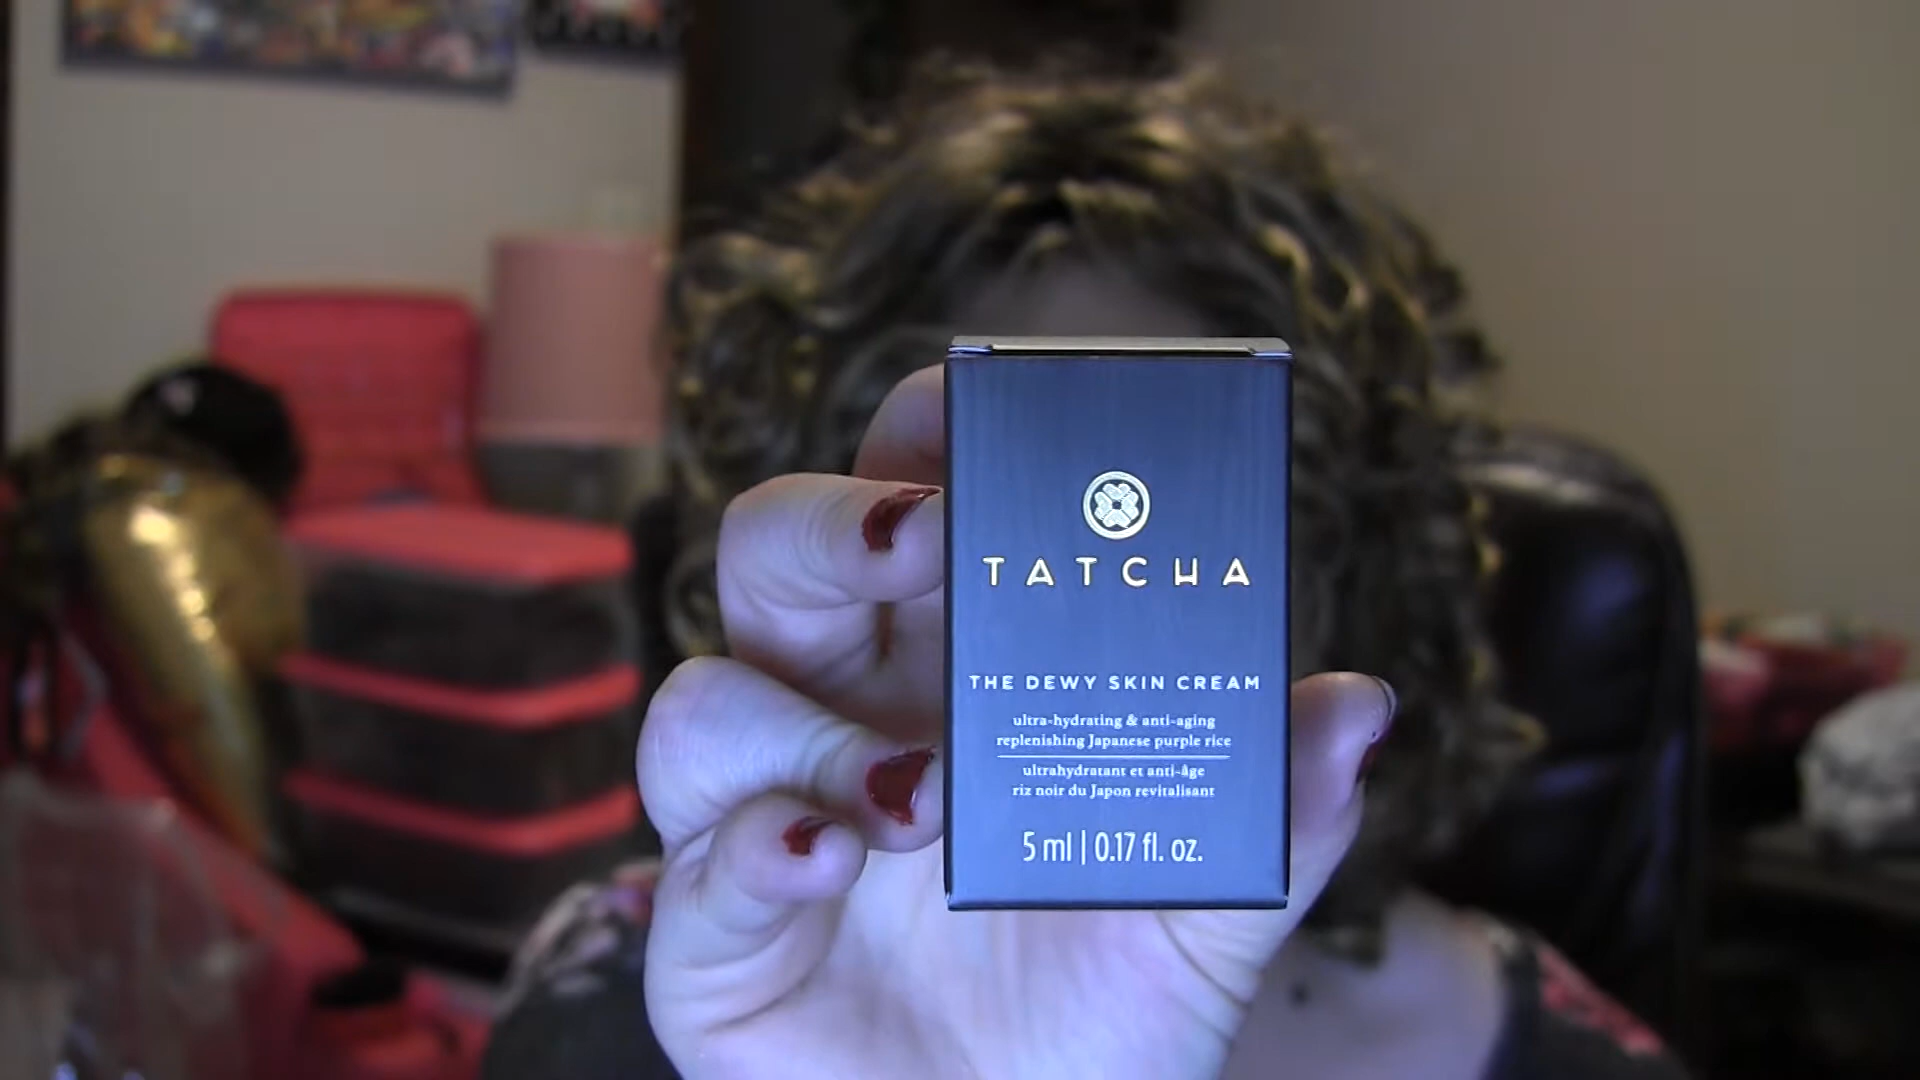 TATCHA
THE DEWY SKIN CREAM
ultra-hydrating & anti-aging
replenishing Japanese purple rice
ultrahydratant et anti-âge
riz noir du Japon revitalisant
5 ml | 0.17 fl. oz.